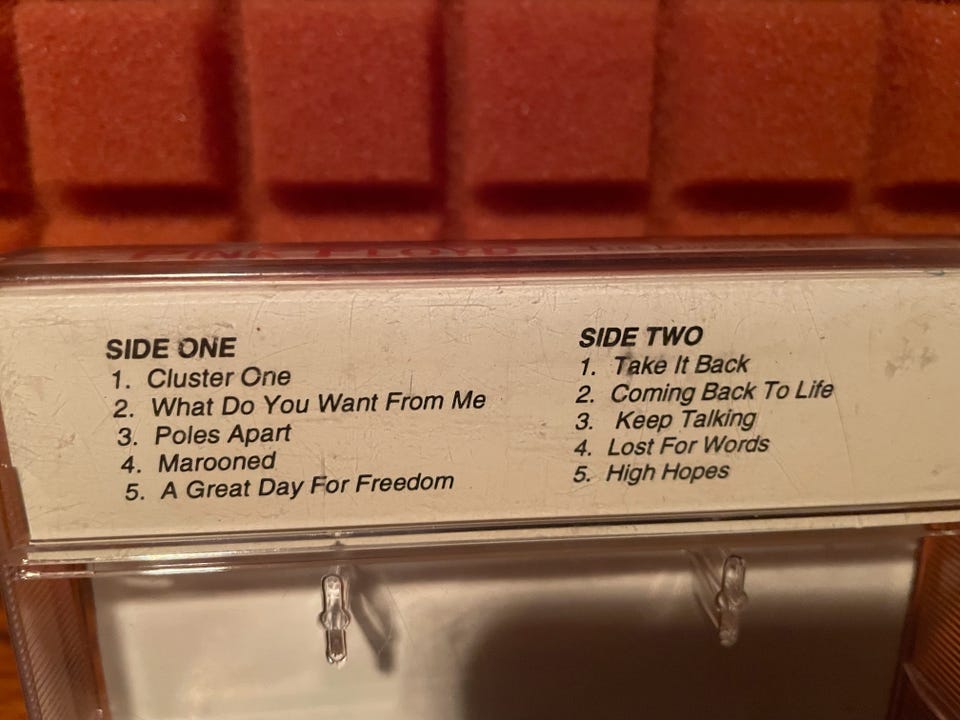 PINK FLOYD
SIDE ONE
1. Cluster One
2. What Do You Want From Me
3. Poles Apart
4. Marooned
5. A Great Day For Freedom
SIDE TWO
1. Take It Back
2. Coming Back To Life
3. Keep Talking
4. Lost For Words
5. High Hopes